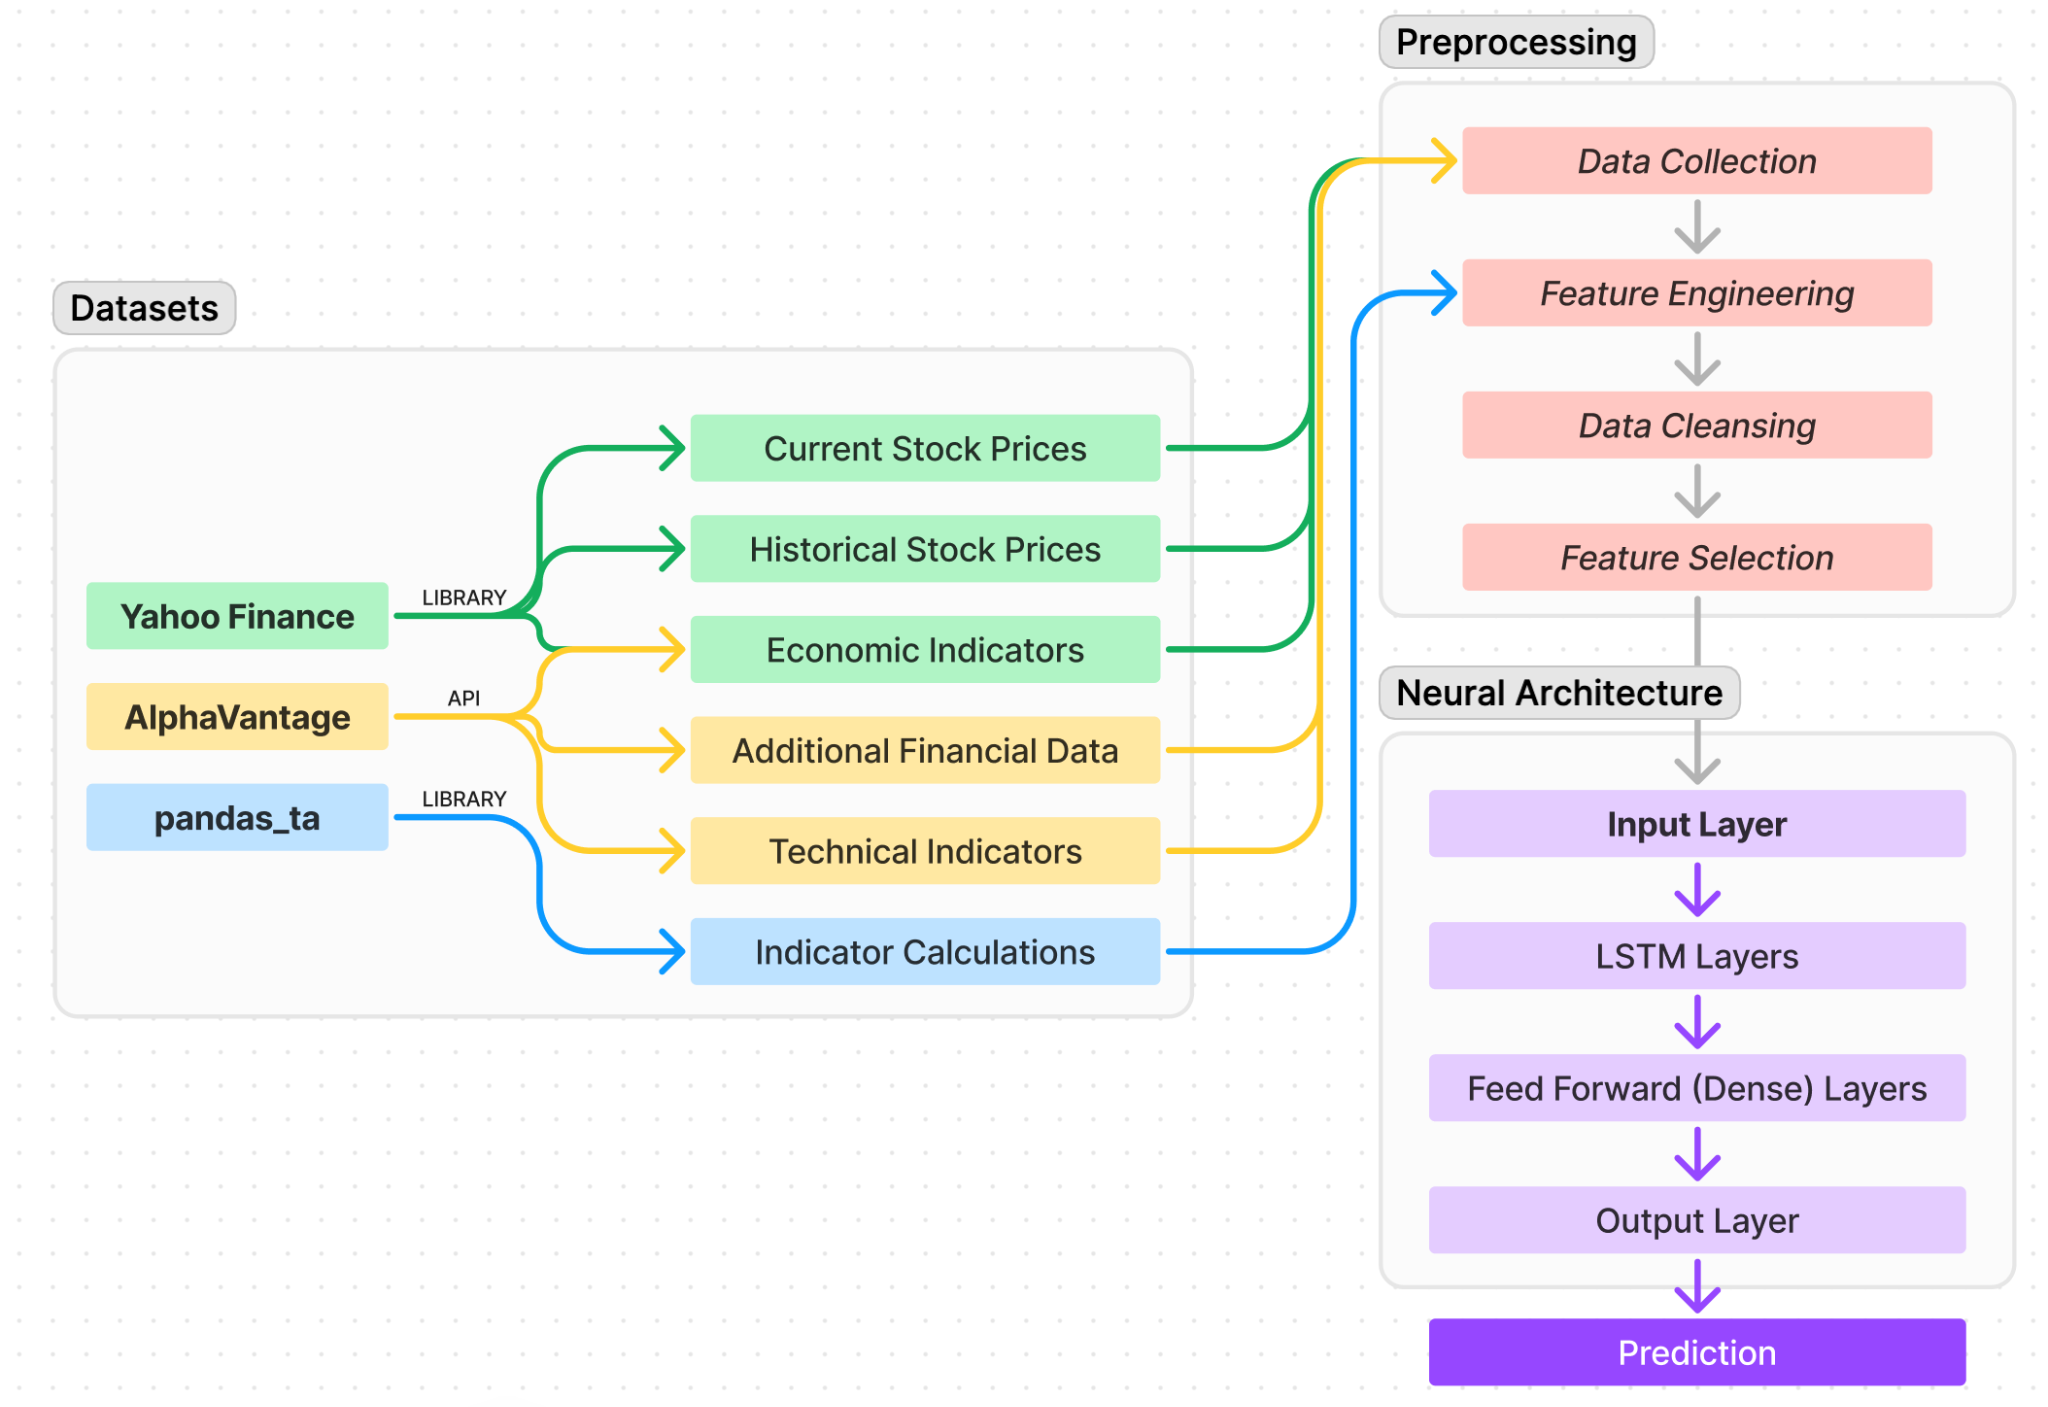 Datasets
Yahoo Finance
LIBRARY
AlphaVantage
API
pandas_ta
LIBRARY
Current Stock Prices
Historical Stock Prices
Economic Indicators
Additional Financial Data
Technical Indicators
Indicator Calculations
Preprocessing
Data Collection
Feature Engineering
Data Cleansing
Feature Selection
Neural Architecture
Input Layer
LSTM Layers
Feed Forward (Dense) Layers
Output Layer
Prediction